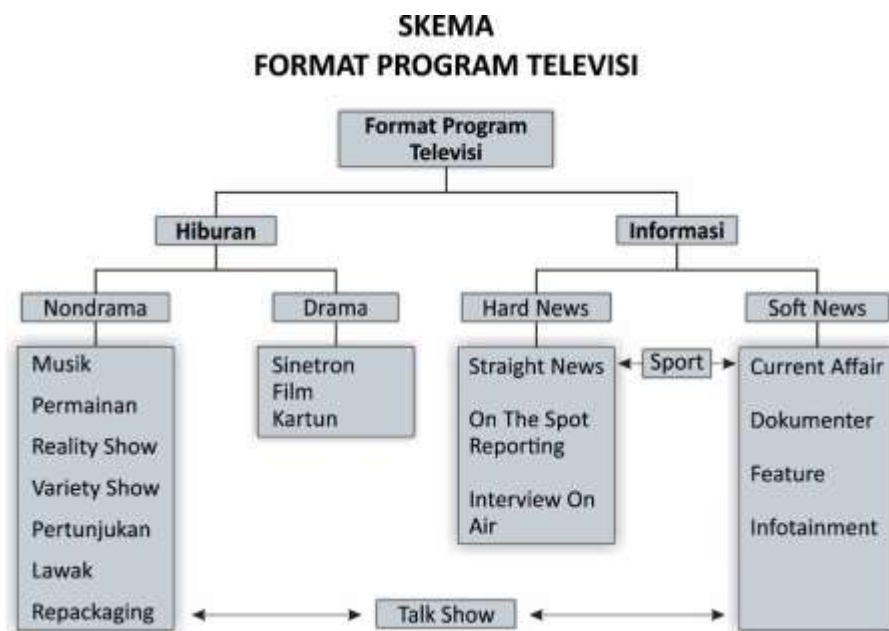 SKEMA
FORMAT PROGRAM TELEVISI
Format Program
Televisi
Hiburan
Informasi
Nondrama
Drama
Hard News
Soft News
Musik
Permainan
Reality Show
Variety Show
Pertunjukan
Lawak
Repackaging
Sinetron
Film
Kartun
Straight News
On The Spot
Reporting
Interview On
Air
Sport
Current Affair
Dokumenter
Feature
Infotainment
Talk Show